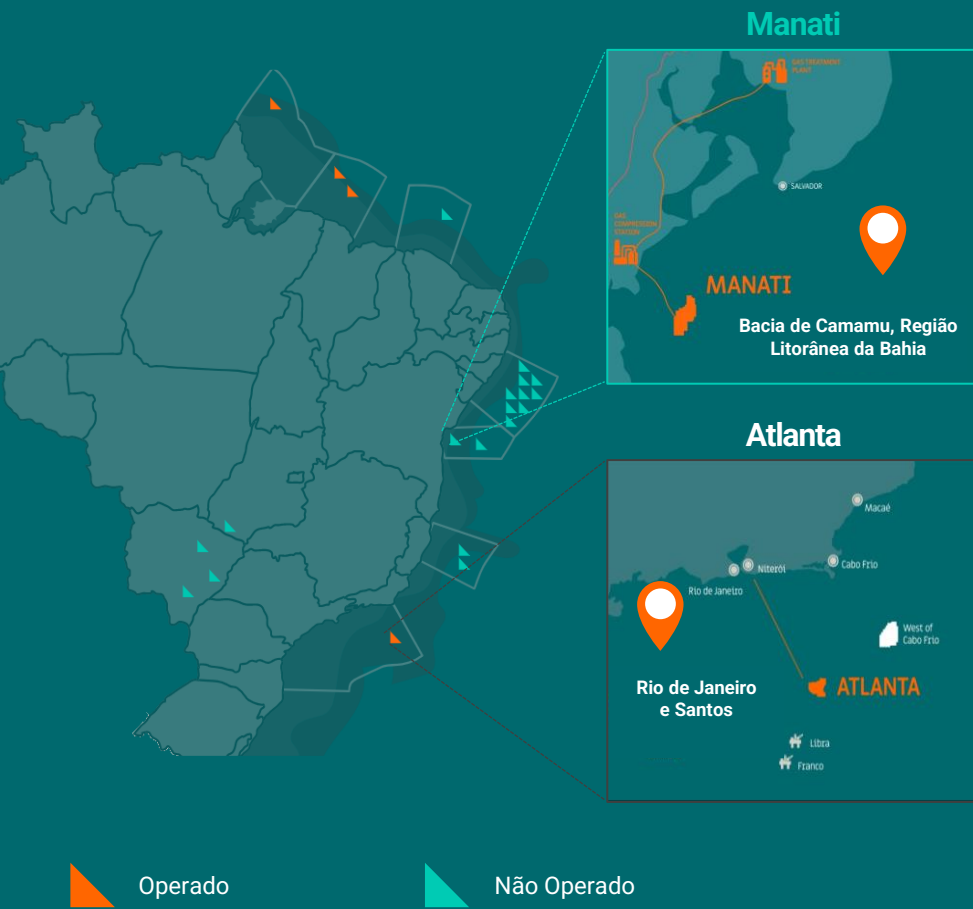 Manati
GAS TREATMENT
PLANT
SALVADOR
GAS
COMPRESSION
STATION
MANATI
Bacia de Camamu, Região
Litorânea da Bahia
Atlanta
Macaé
Cabo Frio
Niterói
Rio de Janeiro
West of
Cabo Frio
Rio de Janeiro
e Santos
ATLANTA
Libra
Franco
Operado
Não Operado